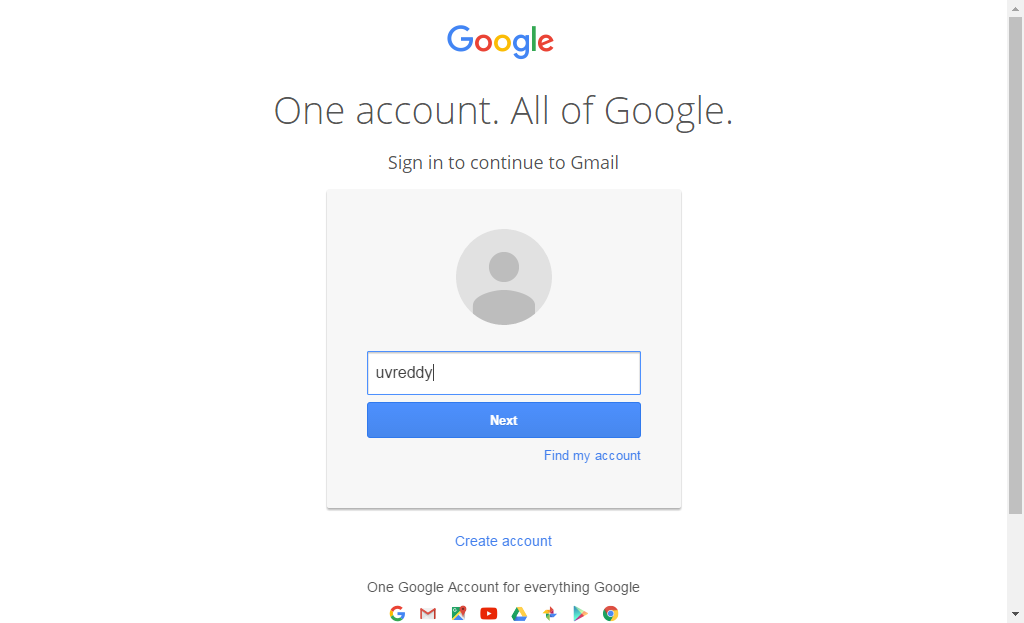 Google
One account. All of Google.
Sign in to continue to Gmail
uvreddy
Next
Find my account
Create account
One Google Account for everything Google